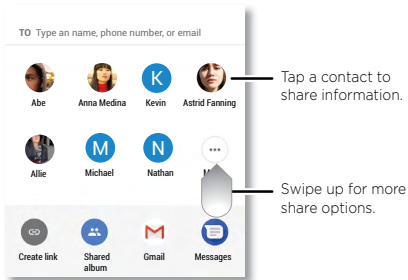 TO Type an name, phone number, or email
K
Abe Anna Medina Kevin Astrid Fanning
Tap a contact to
share information.
M N
Allie Michael Nathan
Swipe up for more
share options.
Create link Shared album Gmail Messages